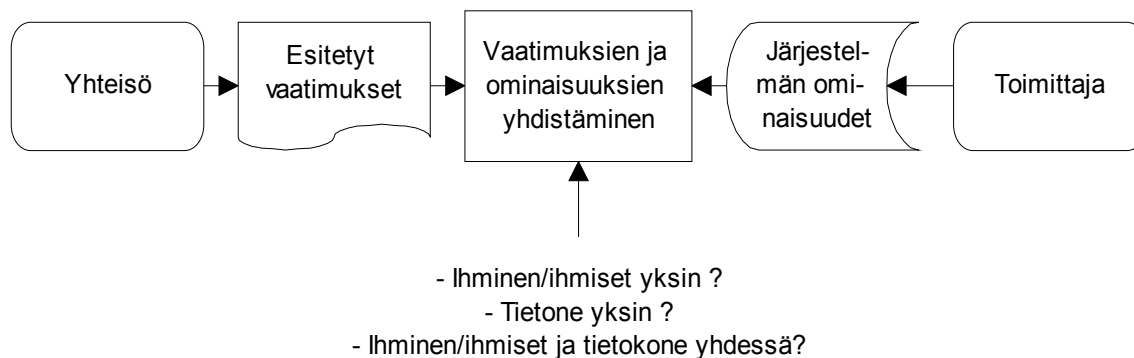 Yhteisö
Esitetyt
vaatimukset
Vaatimuksien ja
ominaisuuksien
yhdistäminen
Järjestel-
män omi-
naisuudet
Toimittaja
- Ihminen/ihmiset yksin ?
- Tietone yksin ?
- Ihminen/ihmiset ja tietokone yhdessä?